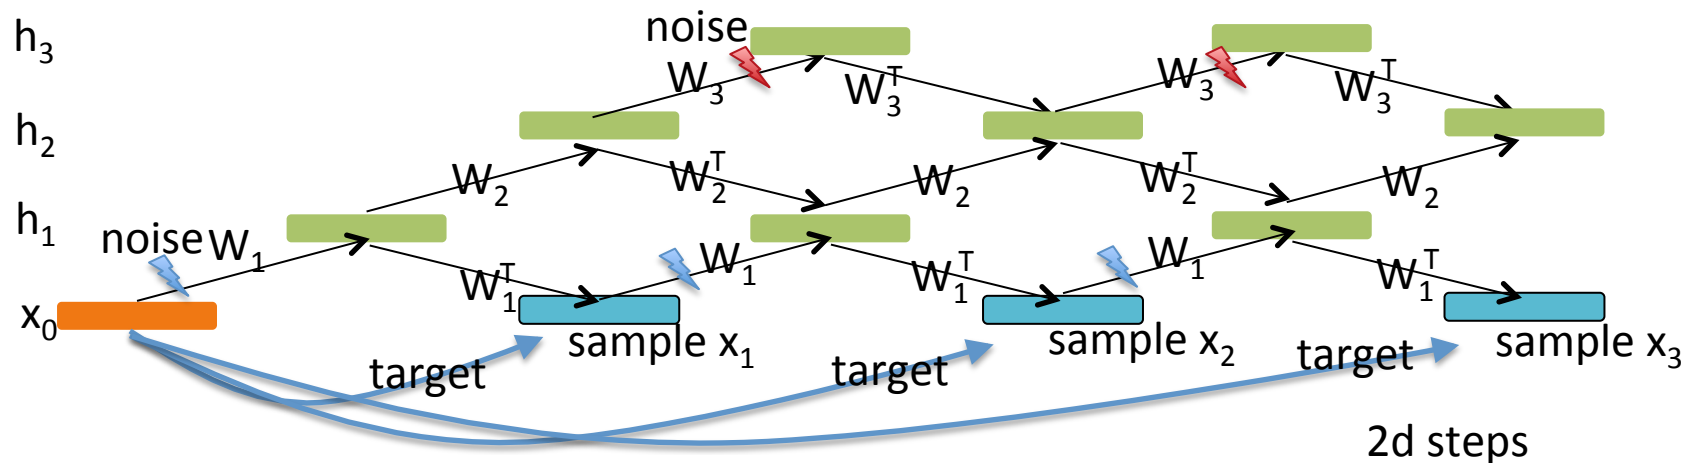 h₃
noise
W₃
W₃ᵀ
W₃
W₃ᵀ
h₂
W₂
W₂ᵀ
W₂
W₂ᵀ
W₂
h₁
noise W₁
W₁ᵀ
W₁
W₁ᵀ
W₁
W₁ᵀ
x₀
sample x₁
sample x₂
sample x₃
target
target
target
2d steps